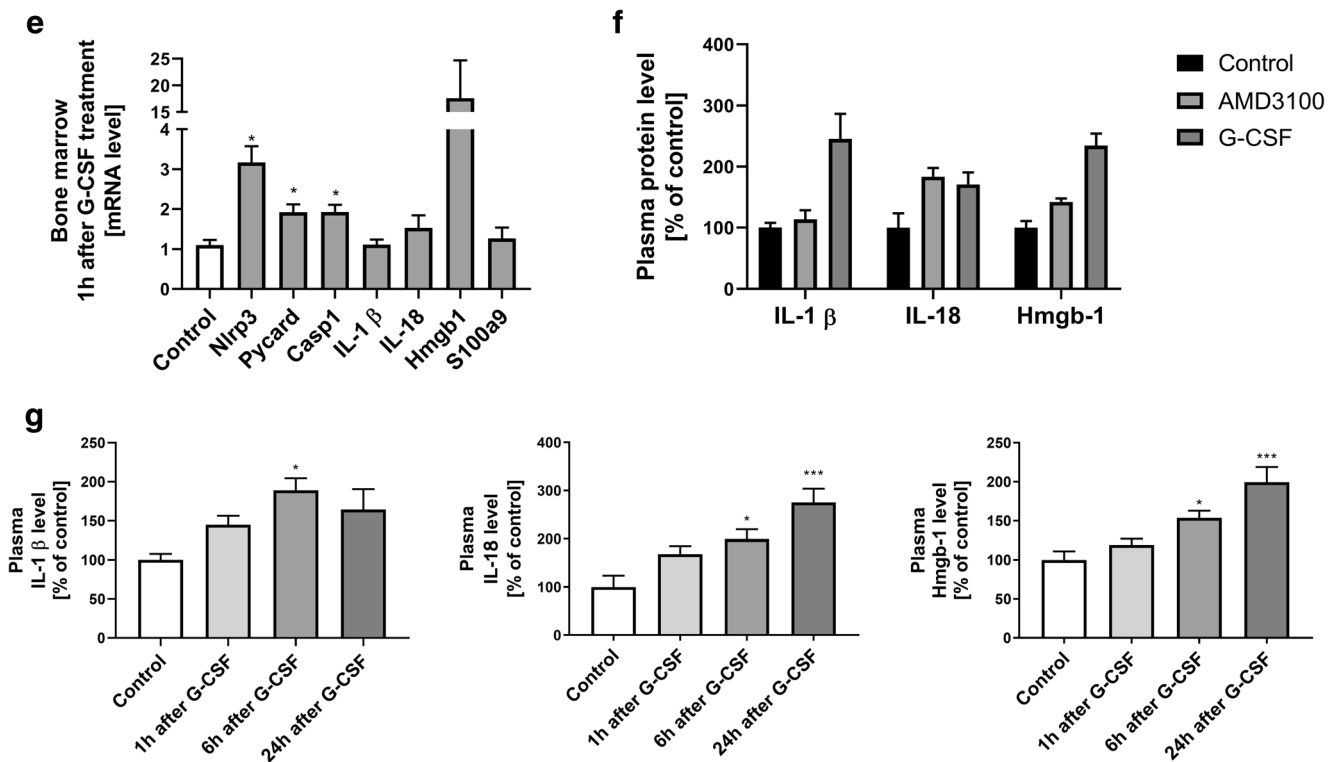 e
Bone marrow
1h after G-CSF treatment
[mRNA level]
25
20
15
4
3
2
1
0
*
*
*
Control
Nlrp3
Pycard
Casp1
IL-1 β
IL-18
Hmgb1
S100a9
f
Plasma protein level
[% of control]
400
300
200
100
0
IL-1 β
IL-18
Hmgb-1
Control
AMD3100
G-CSF
g
Plasma
IL-1 β level
[% of control]
250
200
150
100
50
0
*
Control
1h after G-CSF
6h after G-CSF
24h after G-CSF
Plasma
IL-18 level
[% of control]
400
300
200
100
0
*
***
Control
1h after G-CSF
6h after G-CSF
24h after G-CSF
Plasma
Hmgb-1 level
[% of control]
250
200
150
100
50
0
*
***
Control
1h after G-CSF
6h after G-CSF
24h after G-CSF